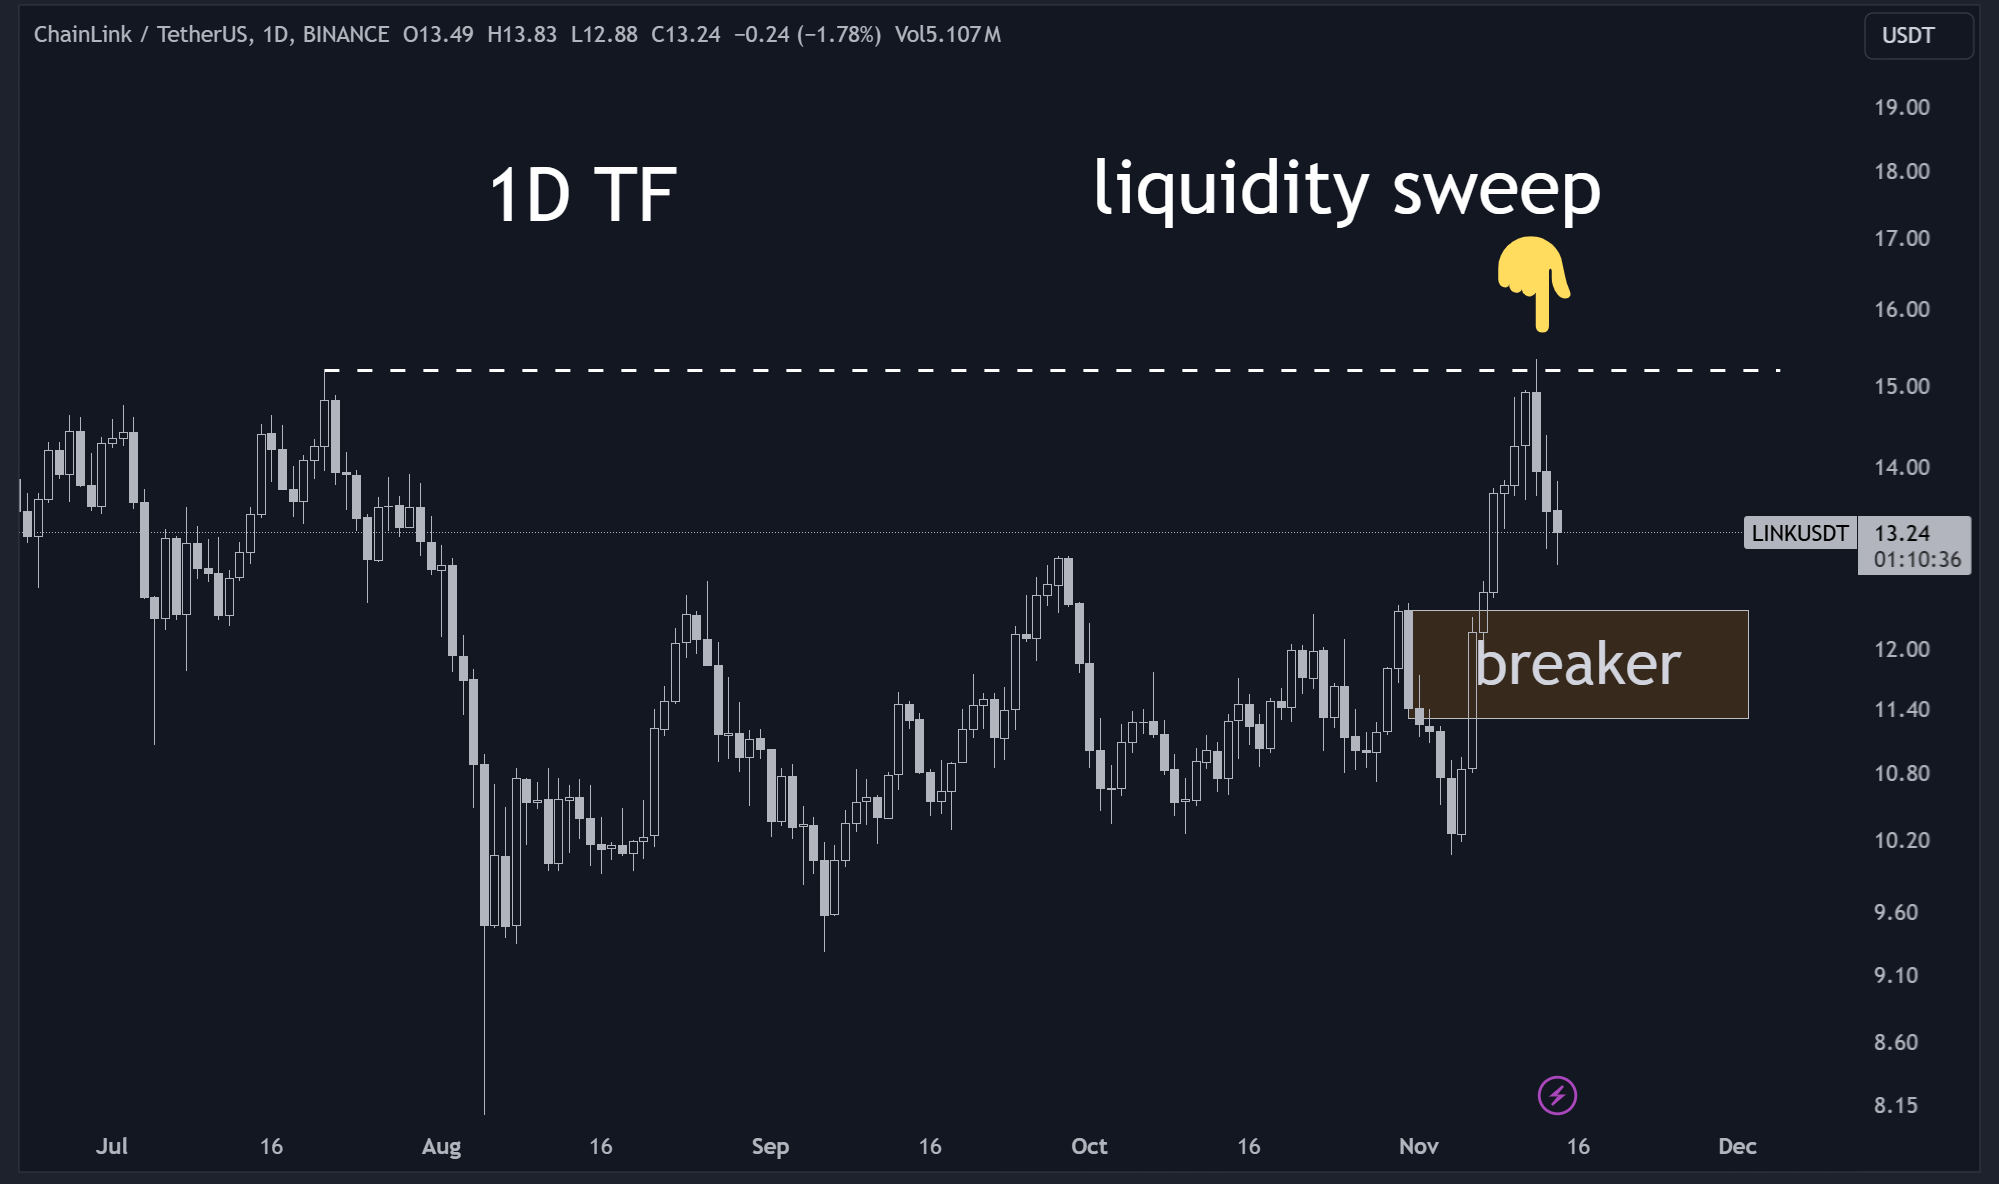 ChainLink / TetherUS, 1D, BINANCE O13.49 H13.83 L12.88 C13.24 −0.24 (−1.78%) Vol5.107M
USDT
19.00
1D TF
liquidity sweep
18.00
17.00
16.00
15.00
14.00
LINKUSDT 13.24
01:10:36
breaker
12.00
11.40
10.80
10.20
9.60
9.10
8.60
8.15
Jul 16 Aug 16 Sep 16 Oct 16 Nov 16 Dec